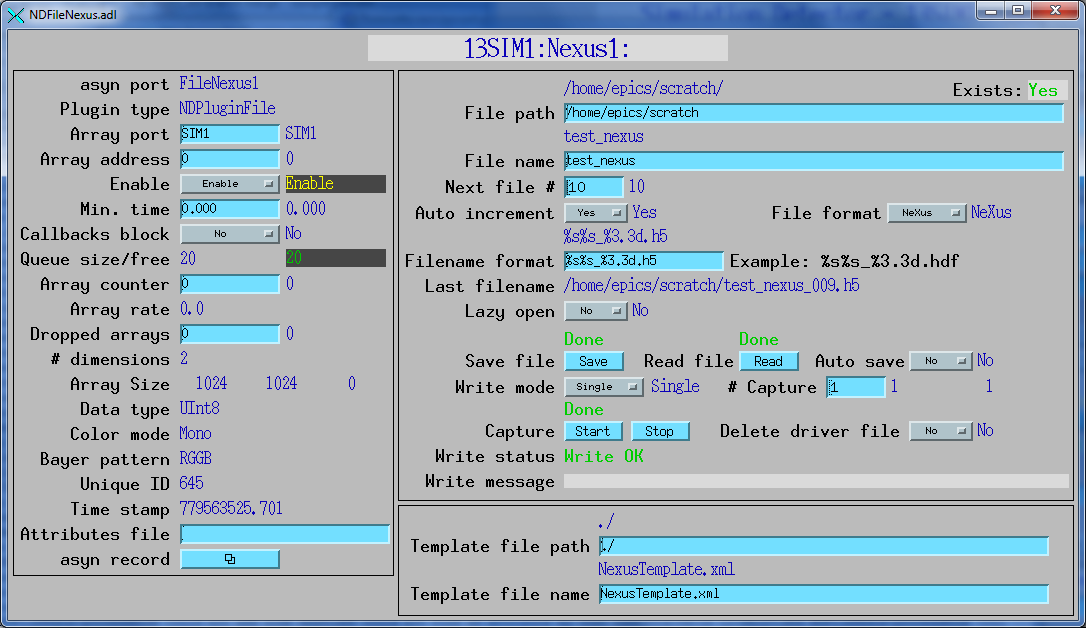 NDFileNexus.adl
13SIM1:Nexus1:
asyn port FileNexus1
Plugin type NDPluginFile
Array port SIM1 SIM1
Array address 0 0
Enable Enable Enable
Min. time 0.000 0.000
Callbacks block No No
Queue size/free 20 20
Array counter 0 0
Array rate 0.0
Dropped arrays 0 0
# dimensions 2
Array Size 1024 1024 0
Data type UInt8
Color mode Mono
Bayer pattern RGGB
Unique ID 645
Time stamp 779563525.701
Attributes file
asyn record
/home/epics/scratch/ Exists: Yes
File path /home/epics/scratch
test_nexus
File name test_nexus
Next file # 10 10
Auto increment Yes Yes File format NeXus NeXus
%s%s_%3.3d.h5
Filename format %s%s_%3.3d.h5 Example: %s%s_%3.3d.hdf
Last filename /home/epics/scratch/test_nexus_009.h5
Lazy open No No
Done Done
Save file Save Read file Read Auto save No No
Write mode Single Single # Capture 1 1 1
Done
Capture Start Stop Delete driver file No No
Write status Write OK
Write message
./
Template file path ./
NexusTemplate.xml
Template file name NexusTemplate.xml